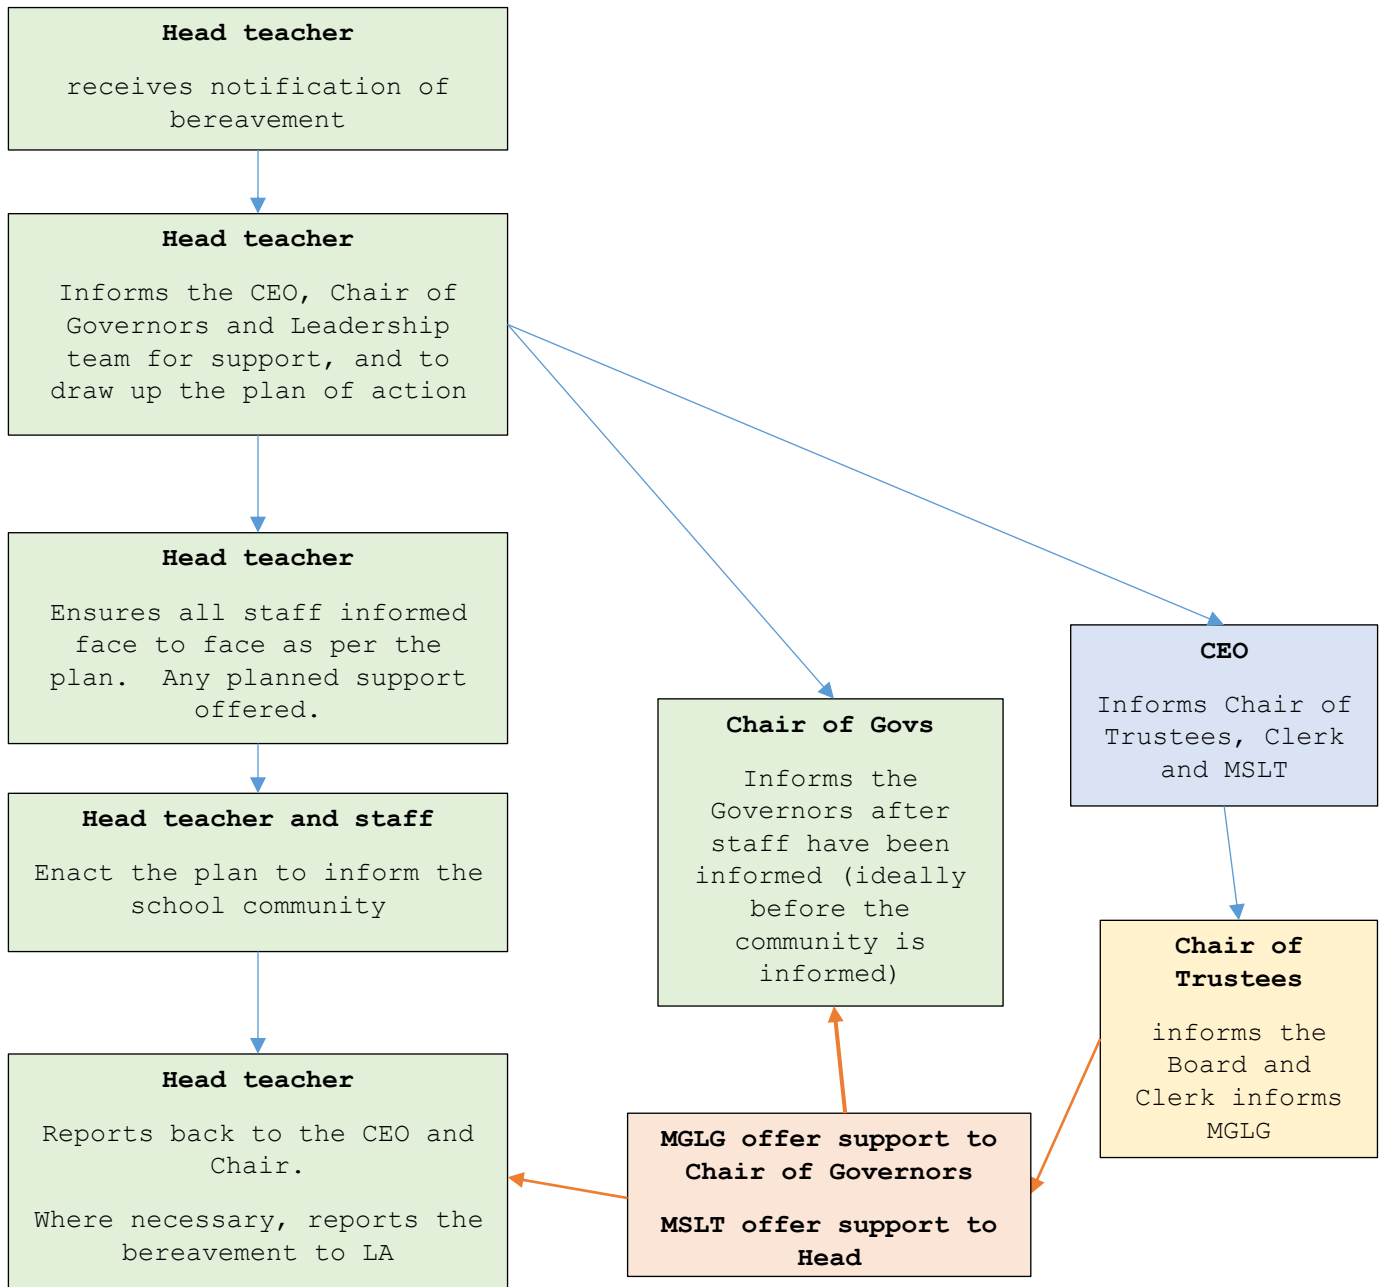 Head teacher
receives notification of
bereavement
Head teacher
Informs the CEO, Chair of
Governors and Leadership
team for support, and to
draw up the plan of action
Head teacher
Ensures all staff informed
face to face as per the
plan.  Any planned support
offered.
Head teacher and staff
Enact the plan to inform the
school community
Head teacher
Reports back to the CEO and
Chair.
Where necessary, reports the
bereavement to LA
Chair of Govs
Informs the
Governors after
staff have been
informed (ideally
before the
community is
informed)
CEO
Informs Chair of
Trustees, Clerk
and MSLT
Chair of
Trustees
informs the
Board and
Clerk informs
MGLG
MGLG offer support to
Chair of Governors
MSLT offer support to
Head